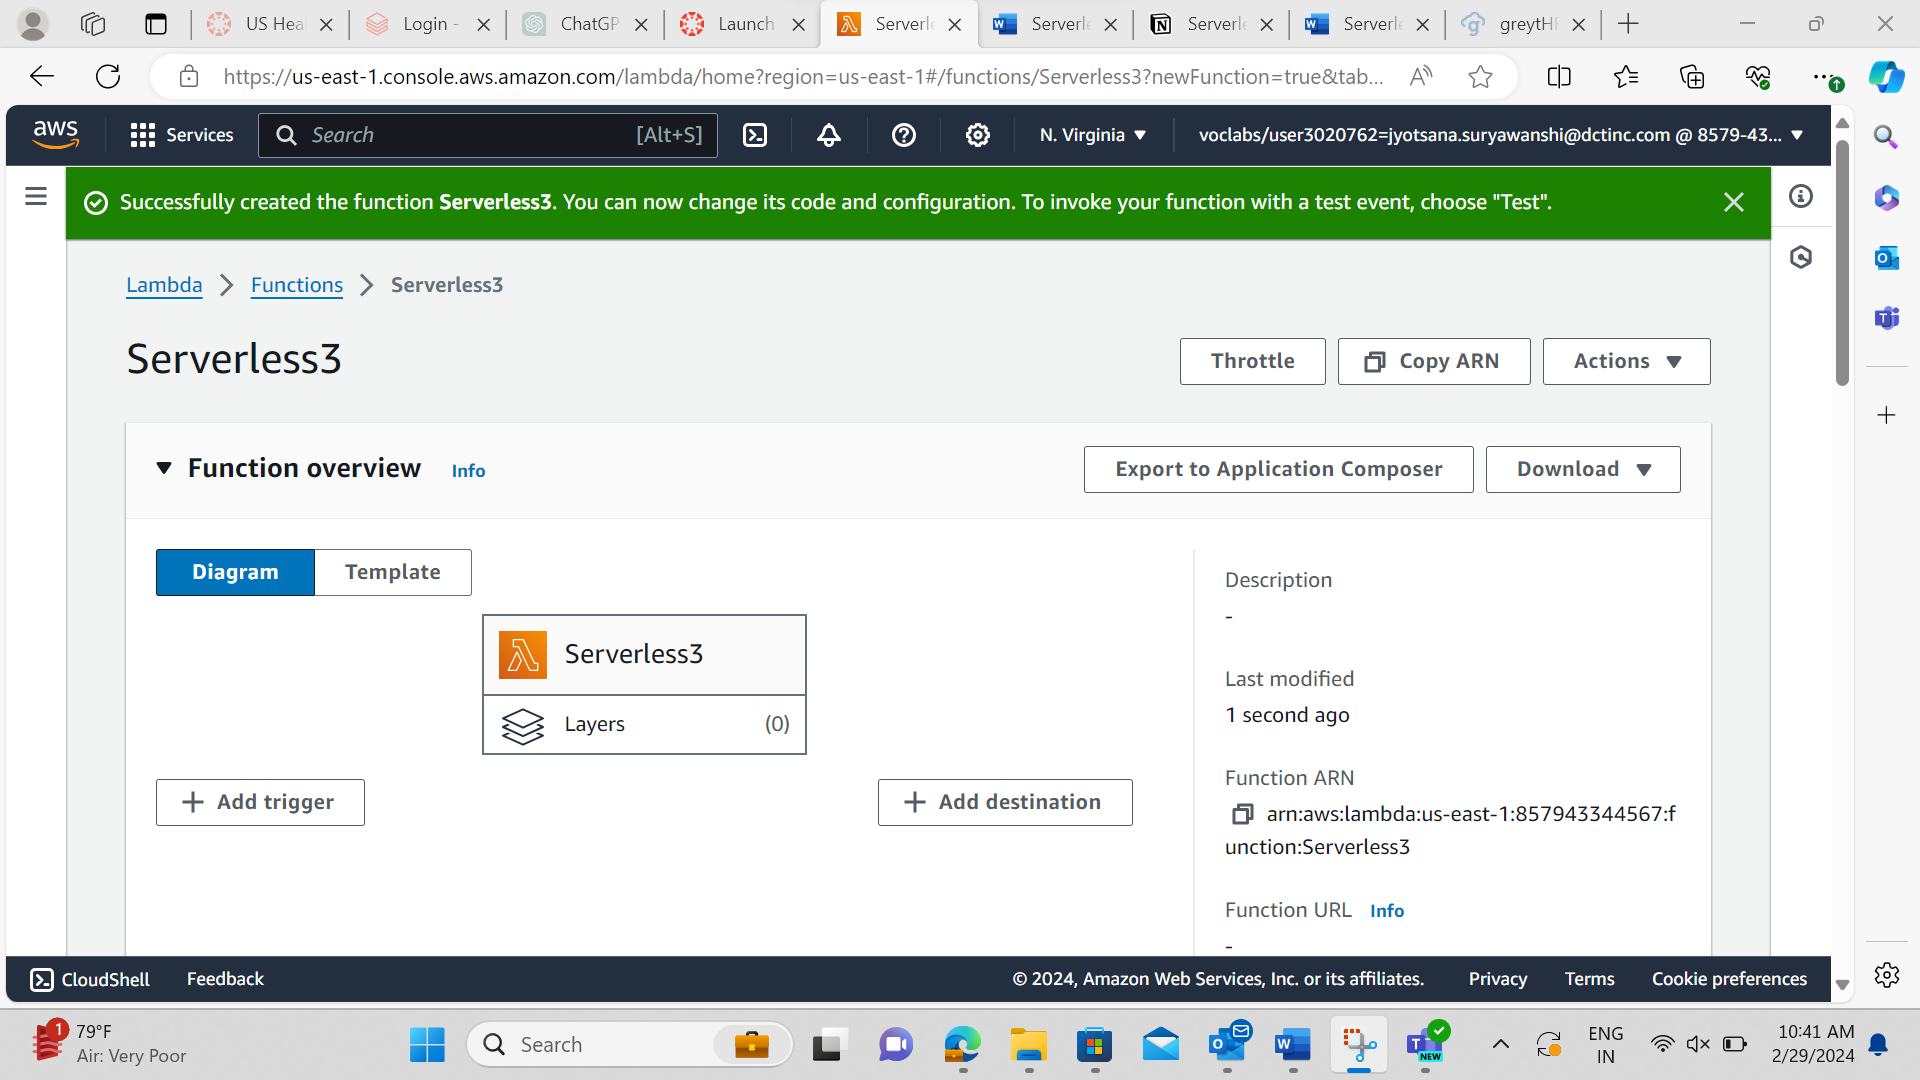 US Hea
Login -
ChatGP
Launch
Serverle
Serverle
Serverle
Serverle
greytHR
https://us-east-1.console.aws.amazon.com/lambda/home?region=us-east-1#/functions/Serverless3?newFunction=true&tab...
aws
Services
Search
[Alt+S]
N. Virginia
voclabs/user3020762=jyotsana.suryawanshi@dctinc.com @ 8579-43...
Successfully created the function Serverless3. You can now change its code and configuration. To invoke your function with a test event, choose "Test".
Lambda
Functions
Serverless3
Serverless3
Throttle
Copy ARN
Actions
Function overview
Info
Export to Application Composer
Download
Diagram
Template
Serverless3
Layers
(0)
Add trigger
Add destination
Description
-
Last modified
1 second ago
Function ARN
arn:aws:lambda:us-east-1:857943344567:f
unction:Serverless3
Function URL
Info
-
CloudShell
Feedback
© 2024, Amazon Web Services, Inc. or its affiliates.
Privacy
Terms
Cookie preferences
1
79°F
Air: Very Poor
Search
NEW
ENG
IN
10:41 AM
2/29/2024